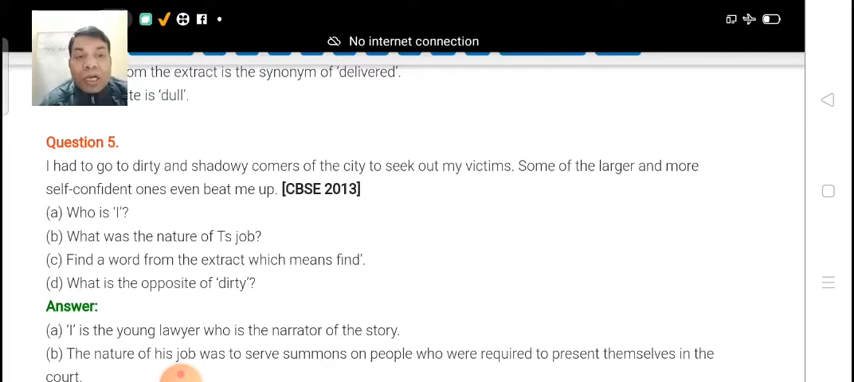 No internet connection
om the extract is the synonym of ‘delivered’.
te is ‘dull’.
Question 5.
I had to go to dirty and shadowy comers of the city to seek out my victims. Some of the larger and more
self-confident ones even beat me up. [CBSE 2013]
(a) Who is ‘I’?
(b) What was the nature of Ts job?
(c) Find a word from the extract which means find’.
(d) What is the opposite of ‘dirty’?
Answer:
(a) ‘I’ is the young lawyer who is the narrator of the story.
(b) The nature of his job was to serve summons on people who were required to present themselves in the
court.